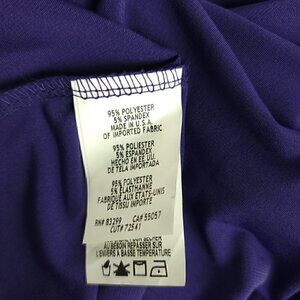 95% POLYESTER
5% SPANDEX
MADE IN U.S.A.
OF IMPORTED FABRIC
95% POLIESTER
5% ESPANDEX
HECHO EN EE.UU.
DE TELA IMPORTADA
95% POLYESTER
5% ELASTHANNE
FABRIQUE AUX ETATS-UNIS
DE TISSU IMPORTE
RN# 83299 CA# 55057
CUT# 72541
AU BESOIN REPASSER SUR
L'ENVERS A BASSE TEMPERATURE